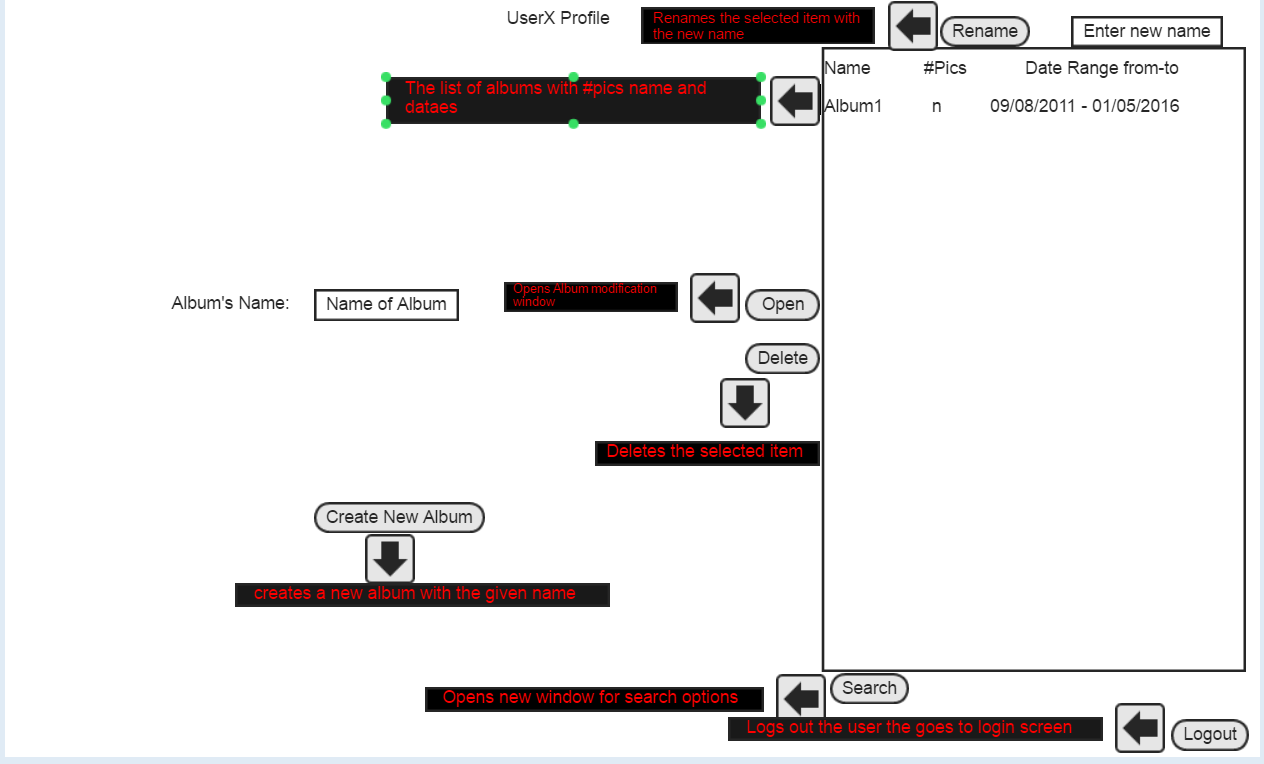 UserX Profile
Renames the selected item with
the new name
Rename
Enter new name
Name #Pics Date Range from-to
The list of albums with #pics name and
dataes
Album1 n 09/08/2011 - 01/05/2016
Album's Name:
Name of Album
Opens Album modification
window
Open
Delete
Deletes the selected item
Create New Album
creates a new album with the given name
Search
Opens new window for search options
Logs out the user the goes to login screen
Logout